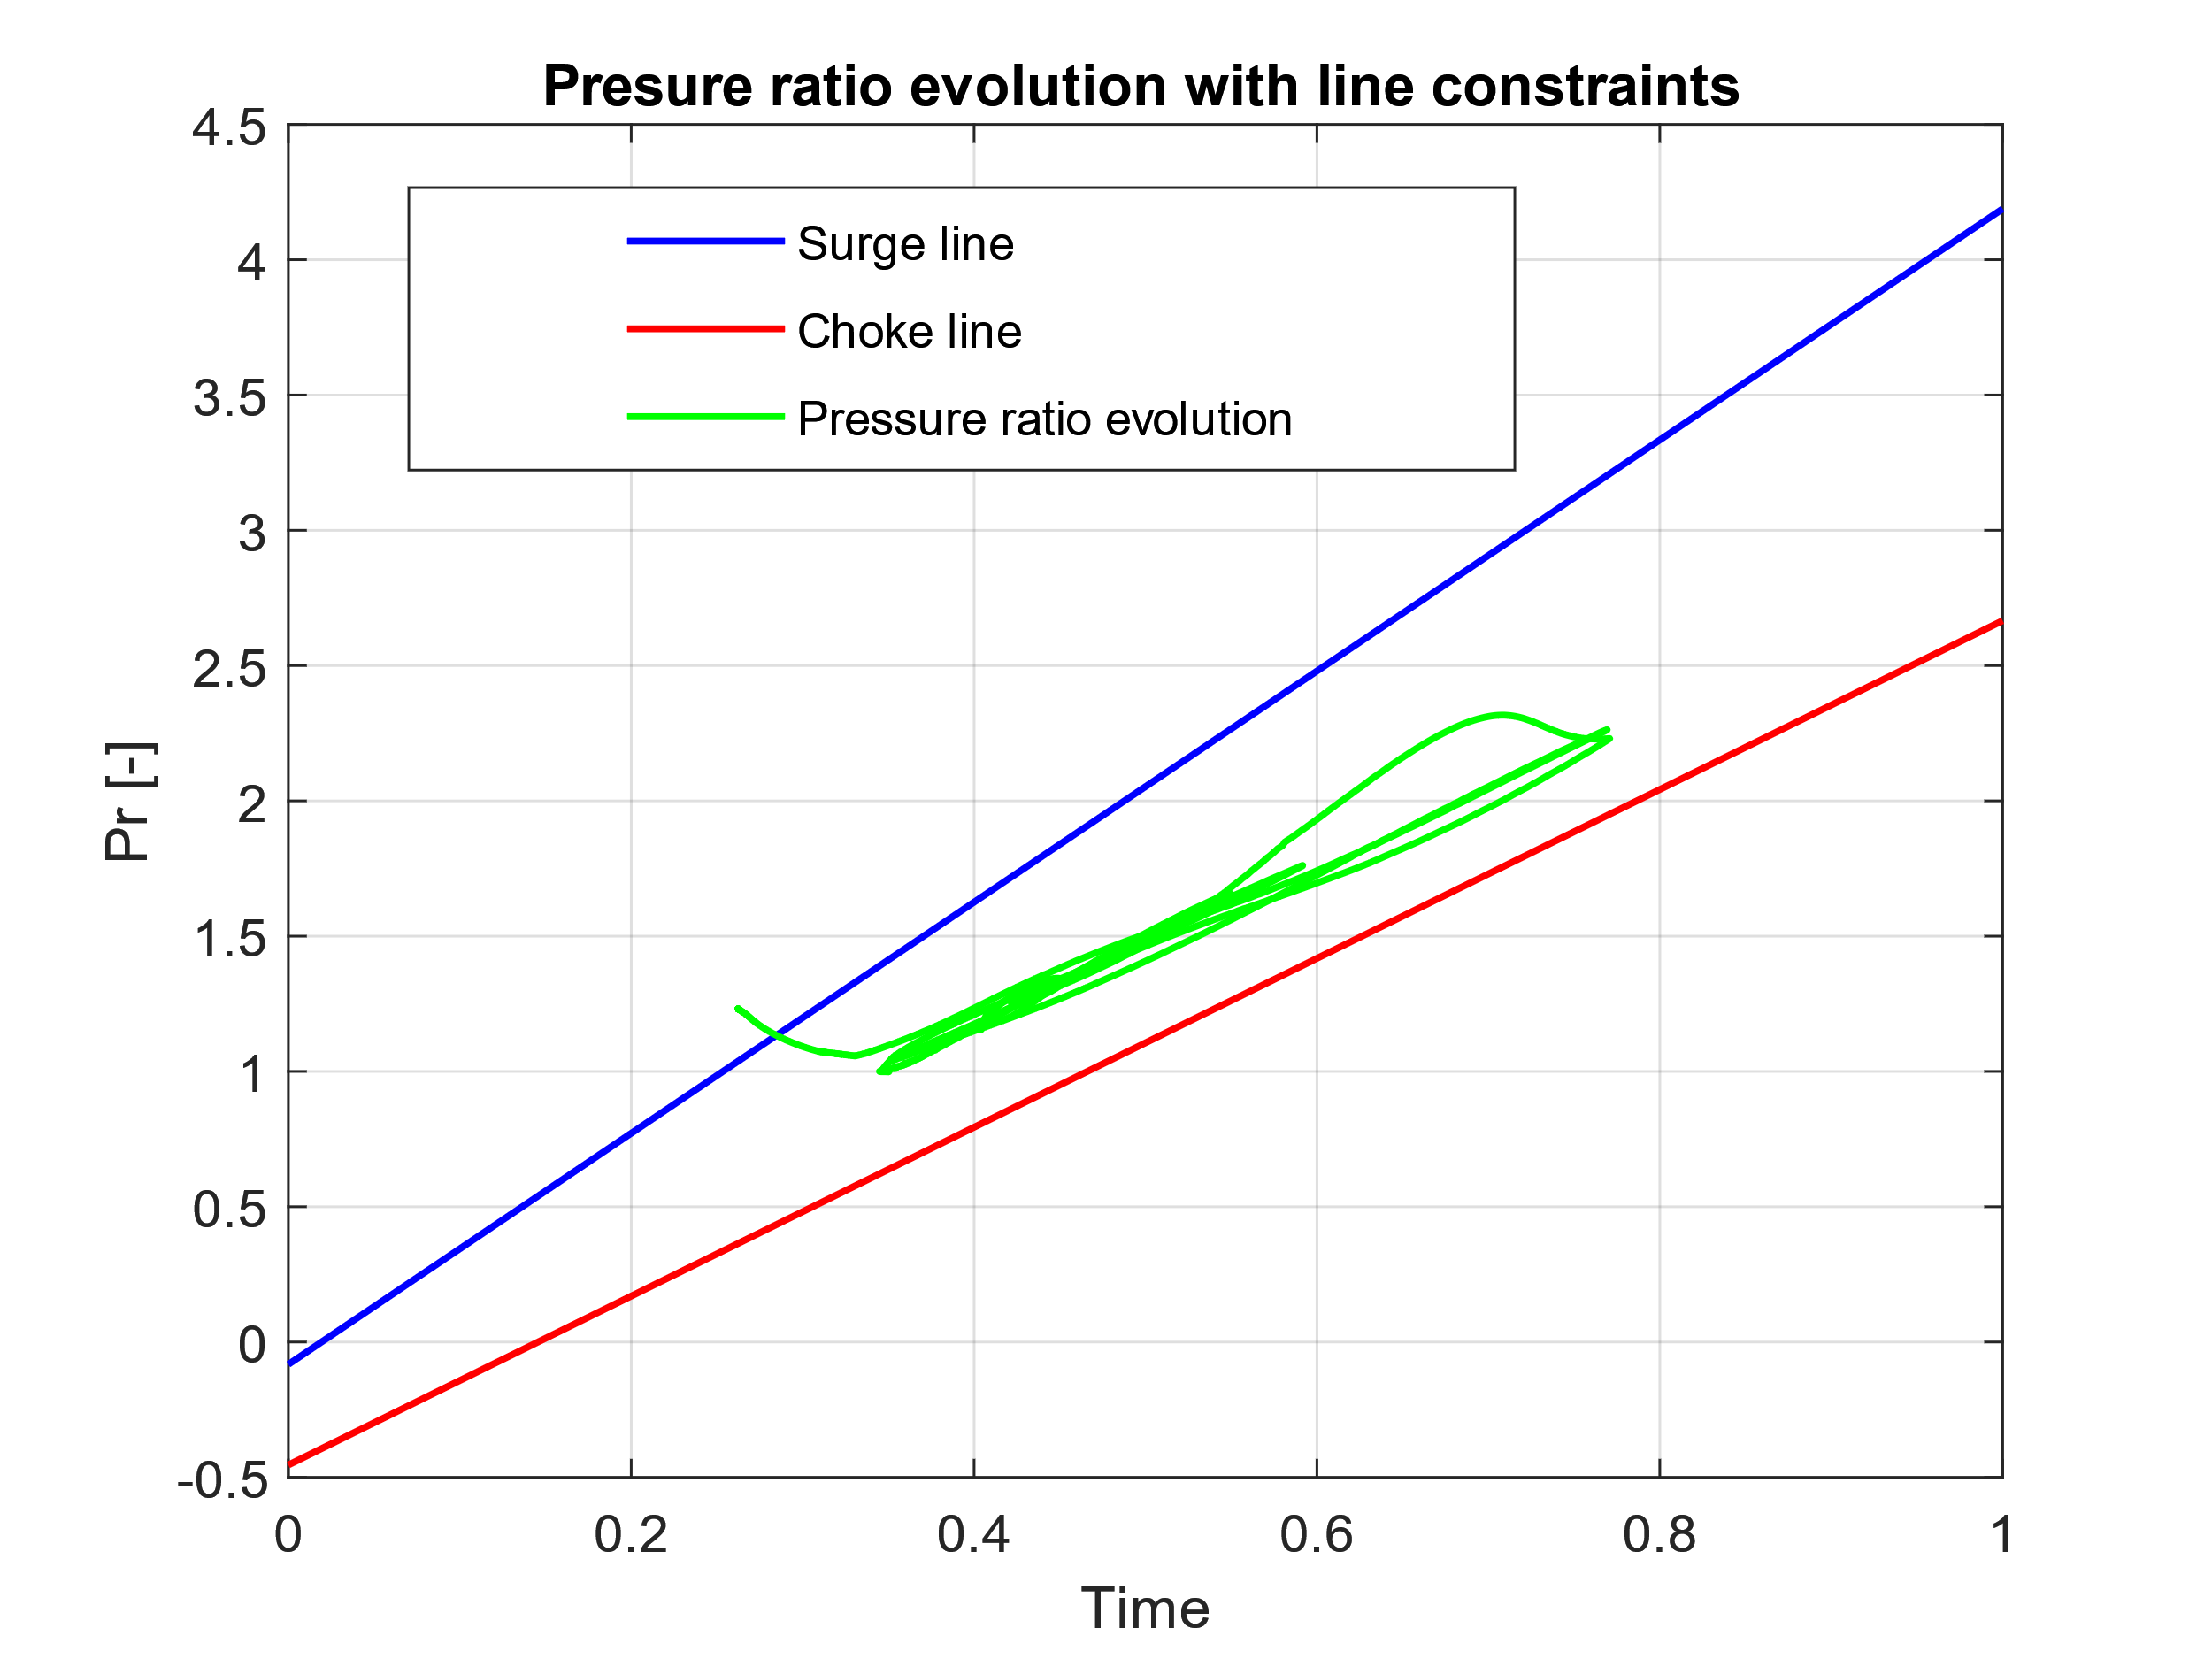 Presure ratio evolution with line constraints
4.5
4
3.5
3
2.5
2
1.5
1
0.5
0
-0.5
Surge line
Choke line
Pressure ratio evolution
Pr [-]
0 0.2 0.4 0.6 0.8 1
Time